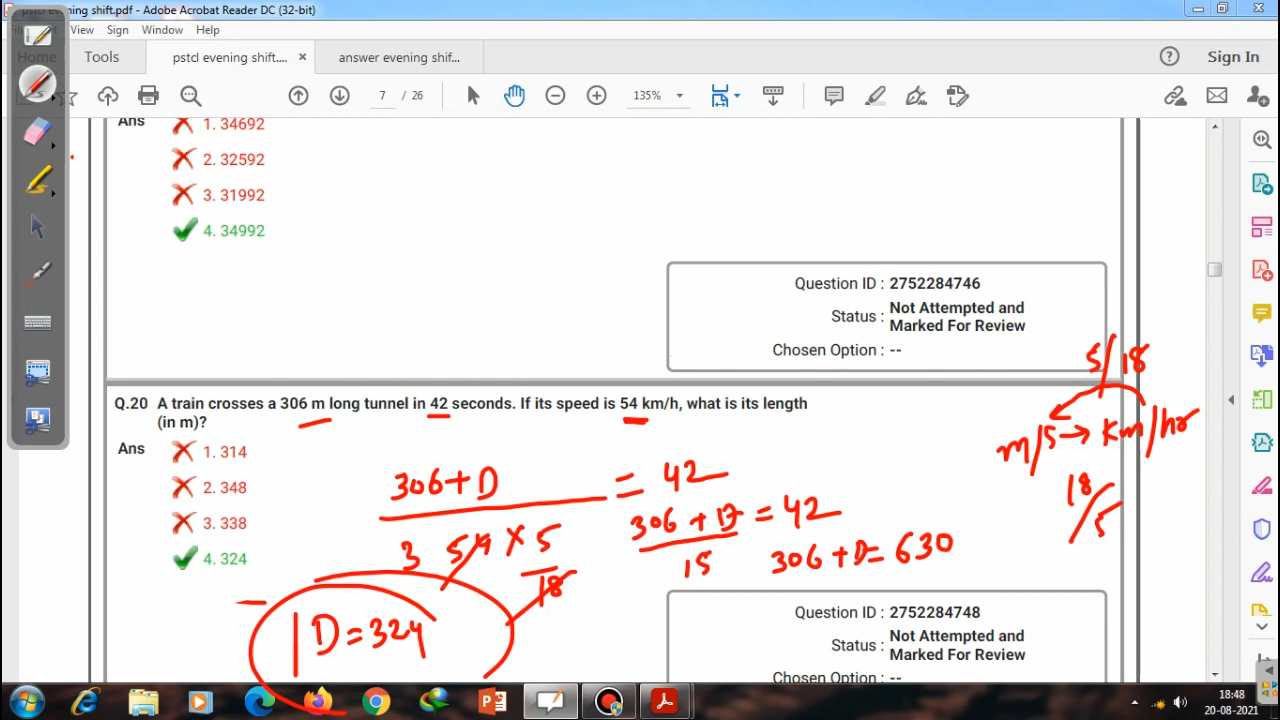 pstcl evening shift.pdf - Adobe Acrobat Reader DC (32-bit)
View Sign Window Help
Home Tools pstcl evening shift.... × answer evening shif... Sign In
7 / 26 135%
Ans 1. 34692
2. 32592
3. 31992
4. 34992
Question ID : 2752284746
Status : Not Attempted and
Marked For Review
Chosen Option : --
5/18
m/s → Km/hr
18/5
Q.20 A train crosses a 306 m long tunnel in 42 seconds. If its speed is 54 km/h, what is its length
(in m)?
Ans 1. 314
2. 348
3. 338
4. 324
306 + D = 42
3 54 × 5
18
306 + D = 42
15
306 + D = 630
D = 324
Question ID : 2752284748
Status : Not Attempted and
Marked For Review
Chosen Option : --
18:48
20-08-2021